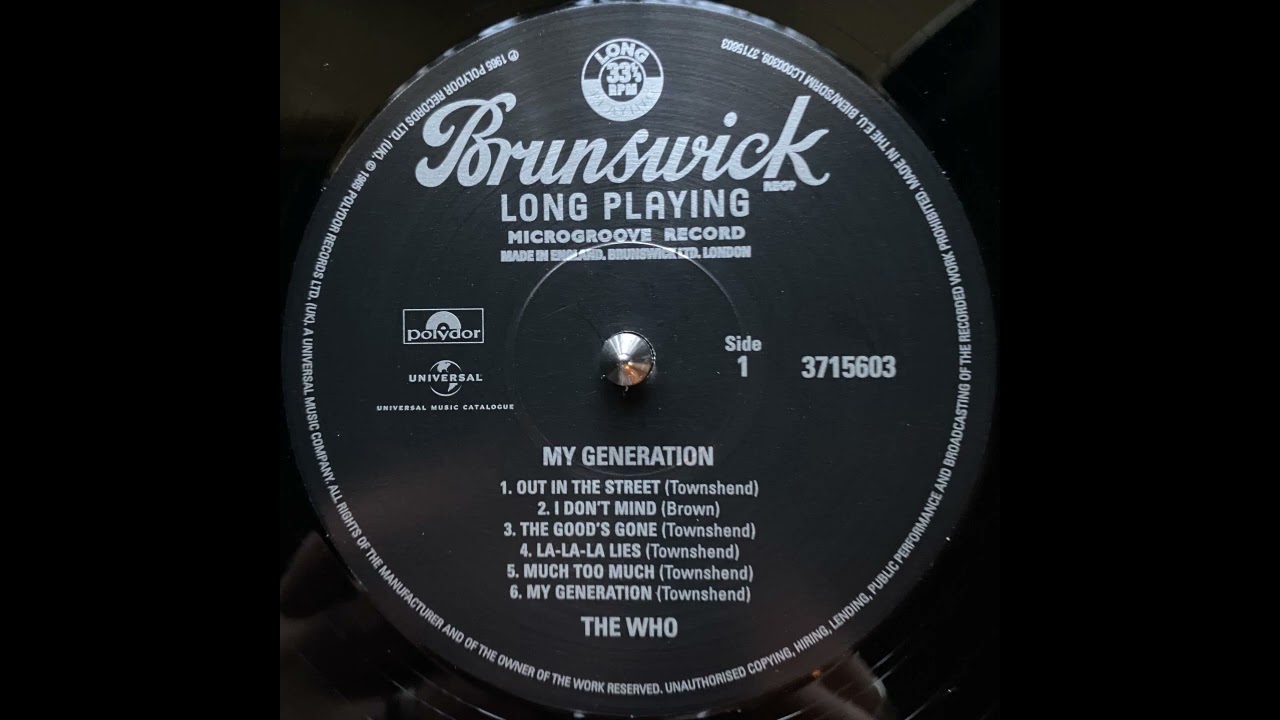 LONG
33⅓
RPM
Brunswick
REGD
LONG PLAYING
MICROGROOVE RECORD
MADE IN ENGLAND. BRUNSWICK LTD. LONDON
polydor
UNIVERSAL
UNIVERSAL MUSIC CATALOGUE
Side
1
3715603
MY GENERATION
1. OUT IN THE STREET (Townshend)
2. I DON'T MIND (Brown)
3. THE GOOD'S GONE (Townshend)
4. LA-LA-LA LIES (Townshend)
5. MUCH TOO MUCH (Townshend)
6. MY GENERATION (Townshend)
THE WHO
℗ 1965 POLYDOR RECORDS LTD. (UK). © 1965 POLYDOR RECORDS LTD. (UK). A UNIVERSAL MUSIC COMPANY. ALL RIGHTS OF THE MANUFACTURER AND OF THE OWNER OF THE WORK RESERVED. UNAUTHORISED COPYING, HIRING, LENDING, PUBLIC PERFORMANCE AND BROADCASTING OF THE RECORDED WORK PROHIBITED. MADE IN THE E.U. BIEM/SDRM LC000309. 3715603